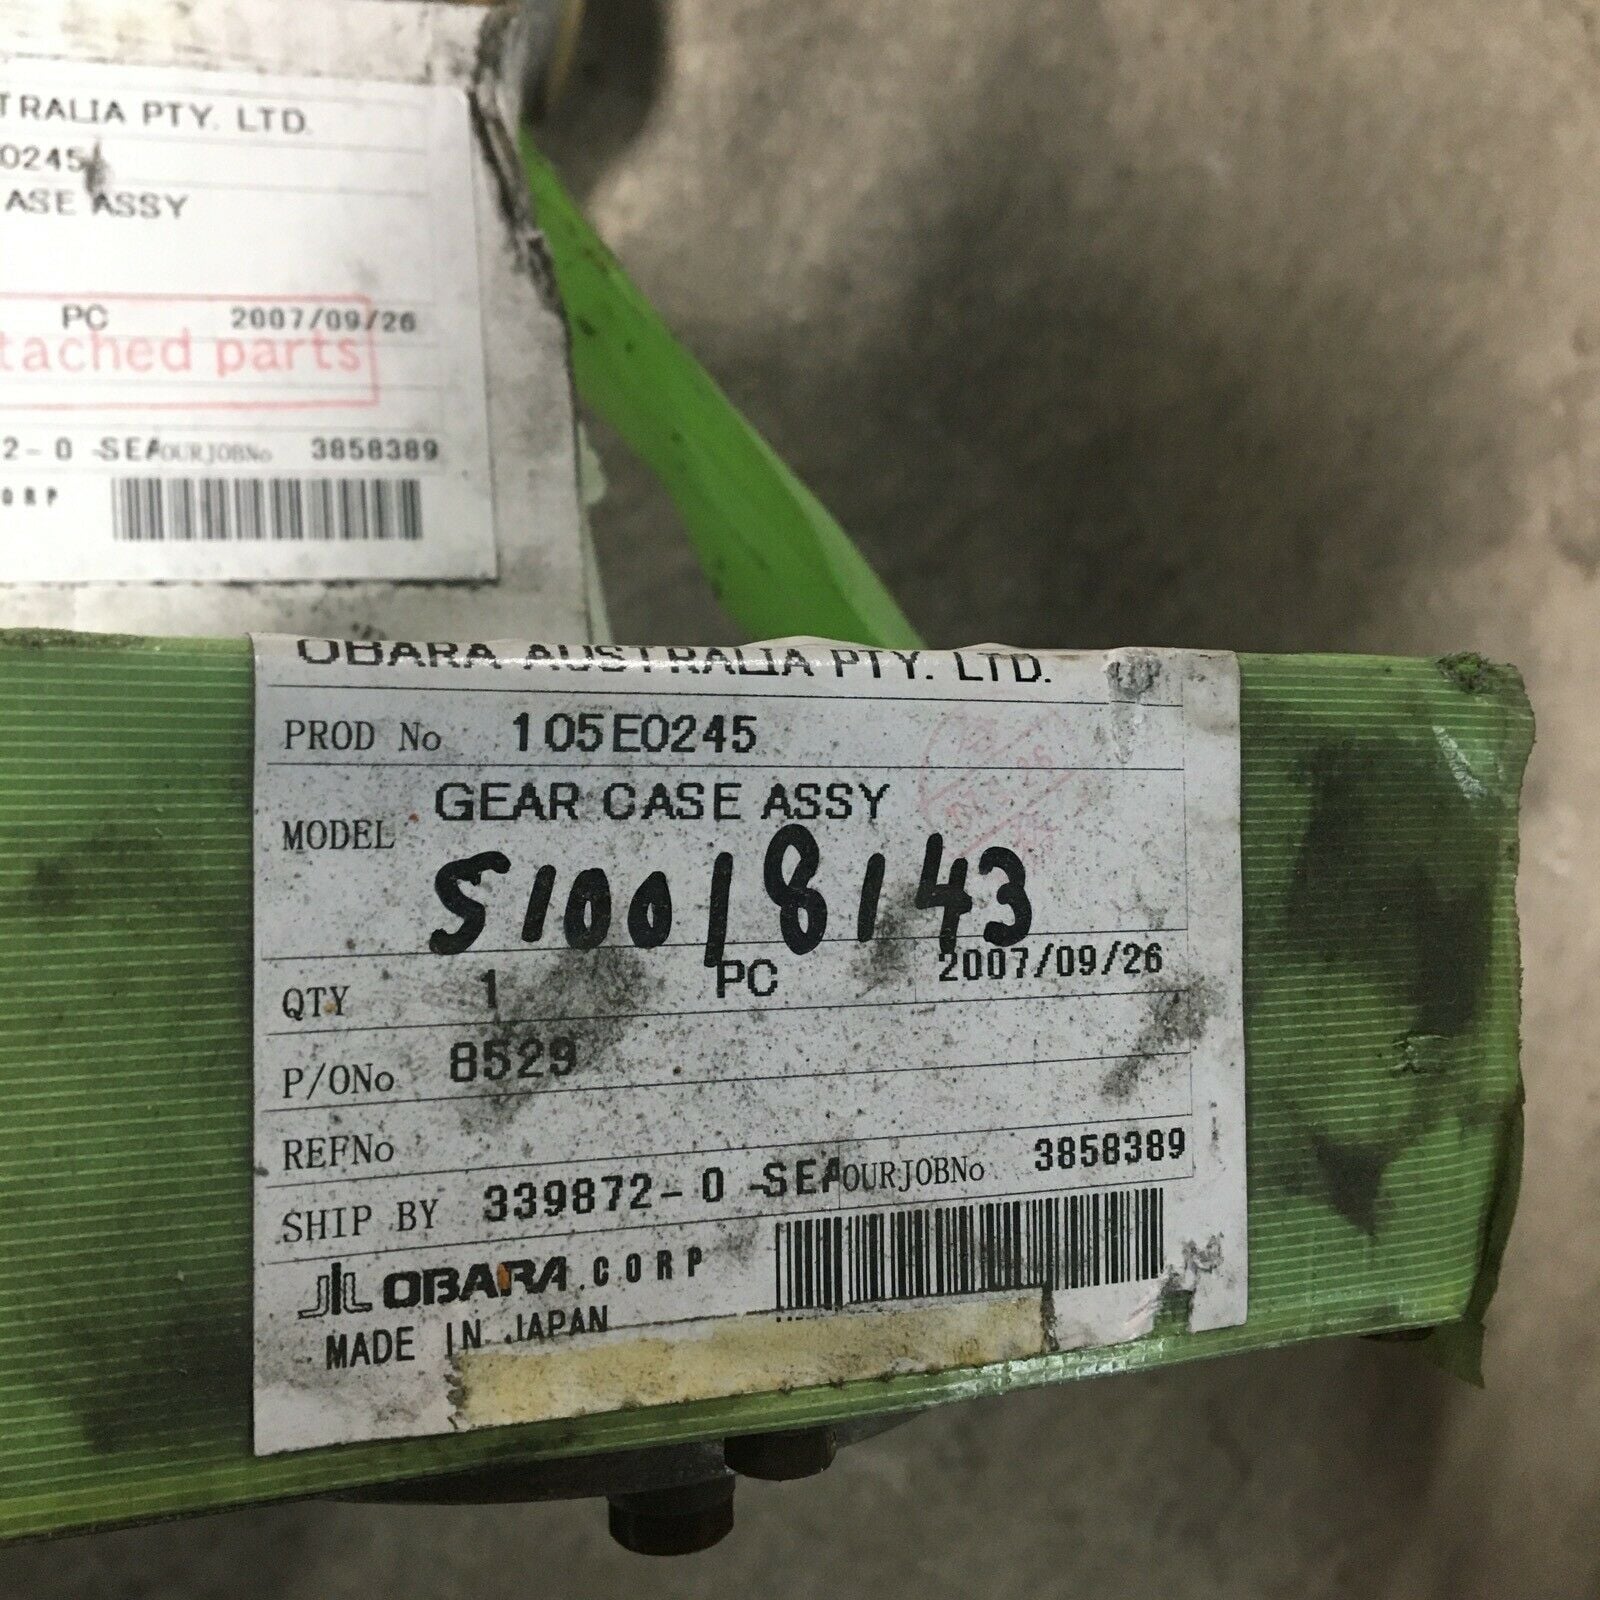 TRALIA PTY. LTD.
0245
ASE ASSY
PC 2007/09/26
tached parts
2-0 -SEA OURJOBNo 3858389
ORP
OBARA AUSTRALIA PTY. LTD.
PROD No 105E0245
MODEL GEAR CASE ASSY
S10018143
QTY 1 PC 2007/09/26
P/ONo 8529
REFNo
SHIP BY 339872-0 -SEA OURJOBNo 3858389
OBARA CORP
MADE IN JAPAN